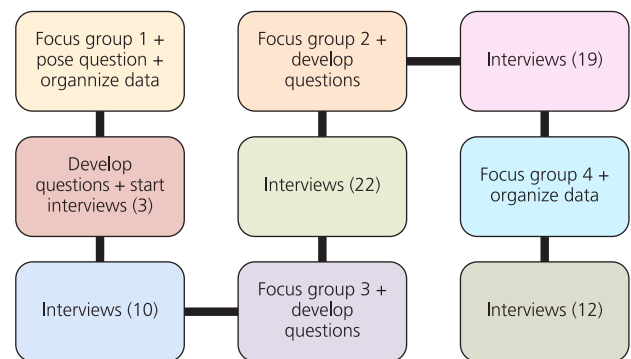 Focus group 1 +
pose question +
organnize data
Focus group 2 +
develop
questions
Interviews (19)
Develop
questions + start
interviews (3)
Interviews (22)
Focus group 4 +
organize data
Interviews (10)
Focus group 3 +
develop
questions
Interviews (12)